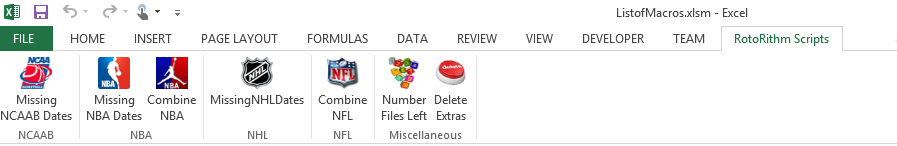 ListofMacros.xlsm - Excel
FILE HOME INSERT PAGE LAYOUT FORMULAS DATA REVIEW VIEW DEVELOPER TEAM RotoRithm Scripts
NCAA NBA NBA NHL NFL
Missing Missing Combine MissingNHLDates Combine Number Delete
NCAAB Dates NBA Dates NBA NFL Files Left Extras
NCAAB NBA NHL NFL Miscellaneous